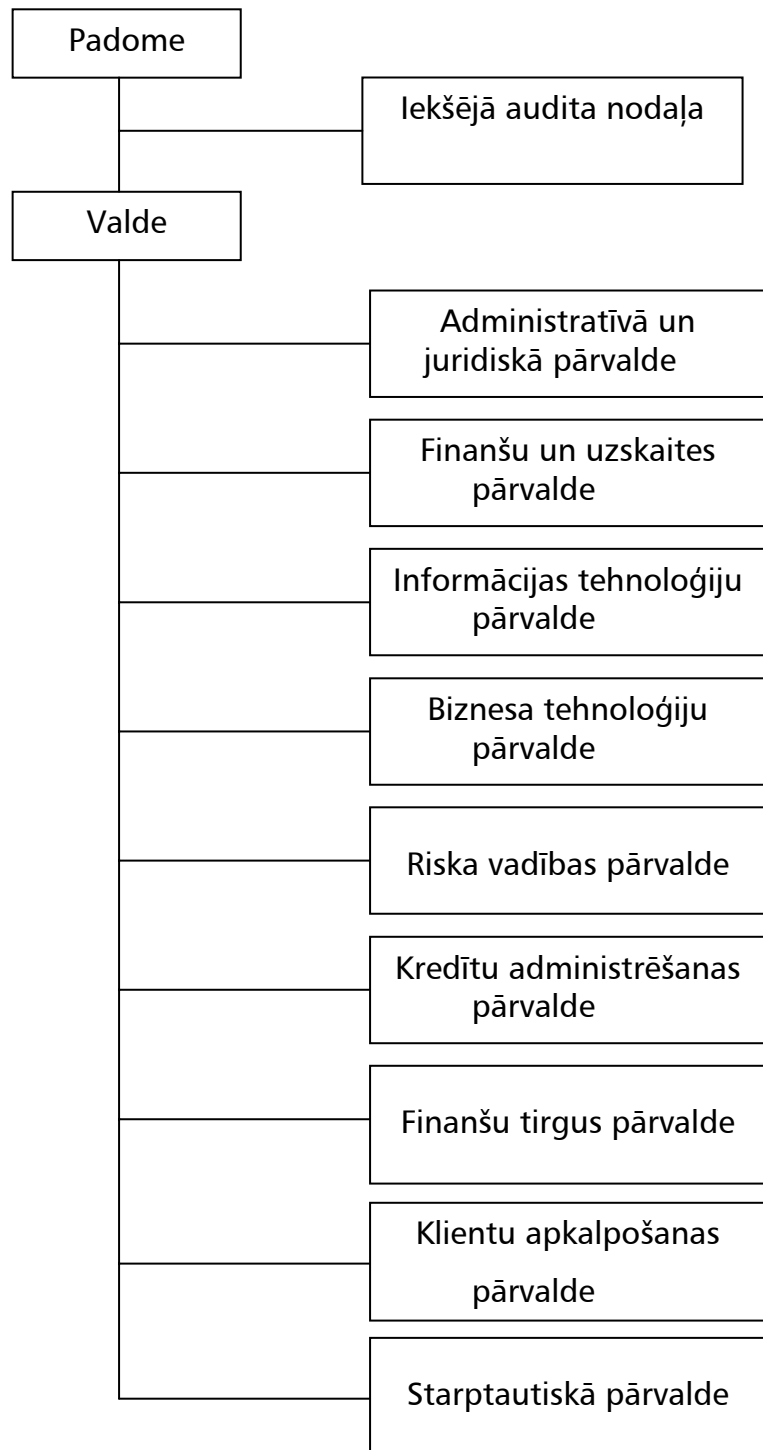 Padome
Iekšējā audita nodaļa
Valde
Administratīvā un
juridiskā pārvalde
Finanšu un uzskaites
pārvalde
Informācijas tehnoloģiju
pārvalde
Biznesa tehnoloģiju
pārvalde
Riska vadības pārvalde
Kredītu administrēšanas
pārvalde
Finanšu tirgus pārvalde
Klientu apkalpošanas
pārvalde
Starptautiskā pārvalde